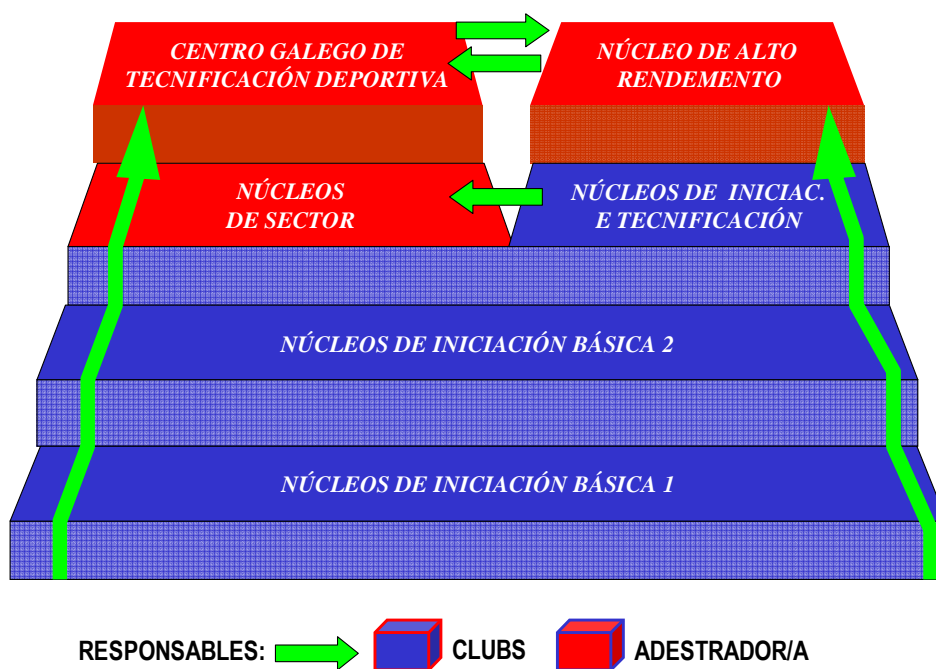 CENTRO GALEGO DE
TECNIFICACIÓN DEPORTIVA
NÚCLEO DE ALTO
RENDEMENTO
NÚCLEOS
DE SECTOR
NÚCLEOS DE INICIAC.
E TECNIFICACIÓN
NÚCLEOS DE INICIACIÓN BÁSICA 2
NÚCLEOS DE INICIACIÓN BÁSICA 1
RESPONSABLES: CLUBS ADESTRADOR/A